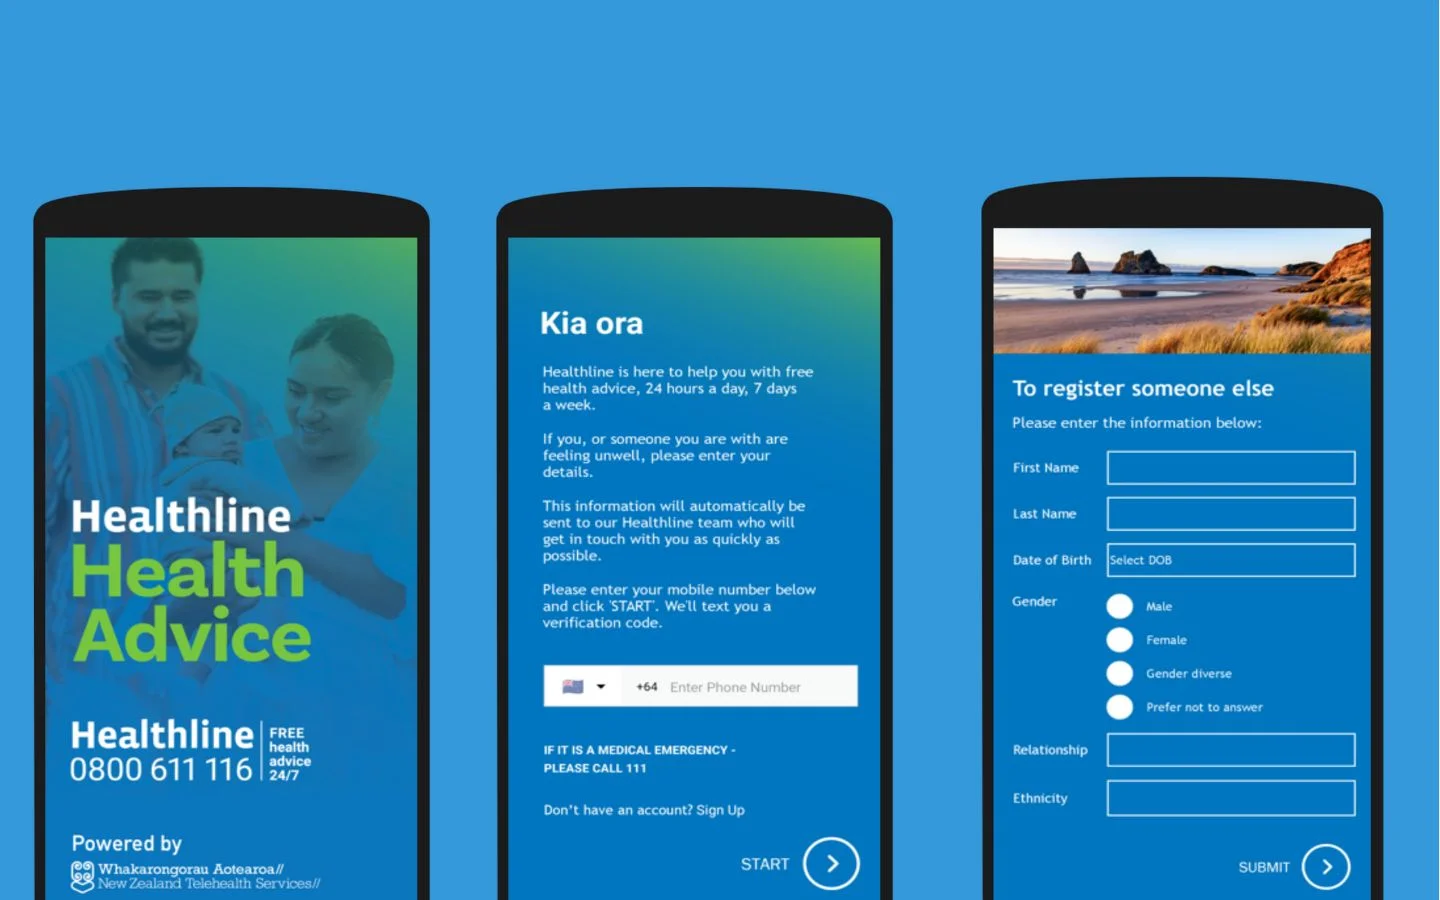 Healthline
Health
Advice
Healthline
0800 611 116
FREE
health
advice
24/7
Powered by
Whakarongorau Aotearoa//
New Zealand Telehealth Services//
Kia ora
Healthline is here to help you with free
health advice, 24 hours a day, 7 days
a week.
If you, or someone you are with are
feeling unwell, please enter your
details.
This information will automatically be
sent to our Healthline team who will
get in touch with you as quickly as
possible.
Please enter your mobile number below
and click 'START'. We'll text you a
verification code.
+64 Enter Phone Number
IF IT IS A MEDICAL EMERGENCY -
PLEASE CALL 111
Don't have an account? Sign Up
START
To register someone else
Please enter the information below:
First Name
Last Name
Date of Birth Select DOB
Gender
Male
Female
Gender diverse
Prefer not to answer
Relationship
Ethnicity
SUBMIT